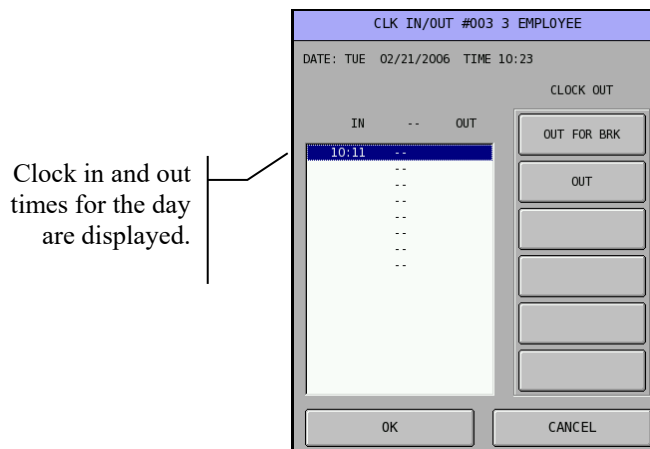 CLK IN/OUT #003 3 EMPLOYEE
DATE: TUE 02/21/2006 TIME 10:23
CLOCK OUT
IN -- OUT
10:11 --
--
--
--
--
--
--
--
OUT FOR BRK
OUT
OK CANCEL
Clock in and out
times for the day
are displayed.